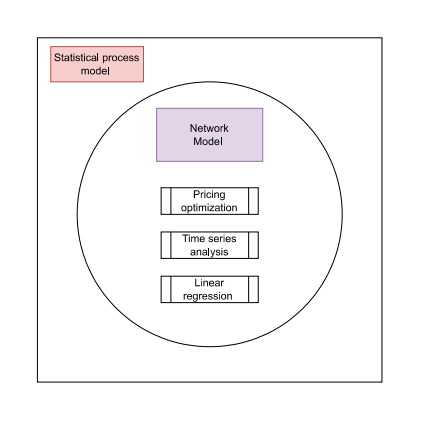 Statistical process
model
Network
Model
Pricing
optimization
Time series
analysis
Linear
regression